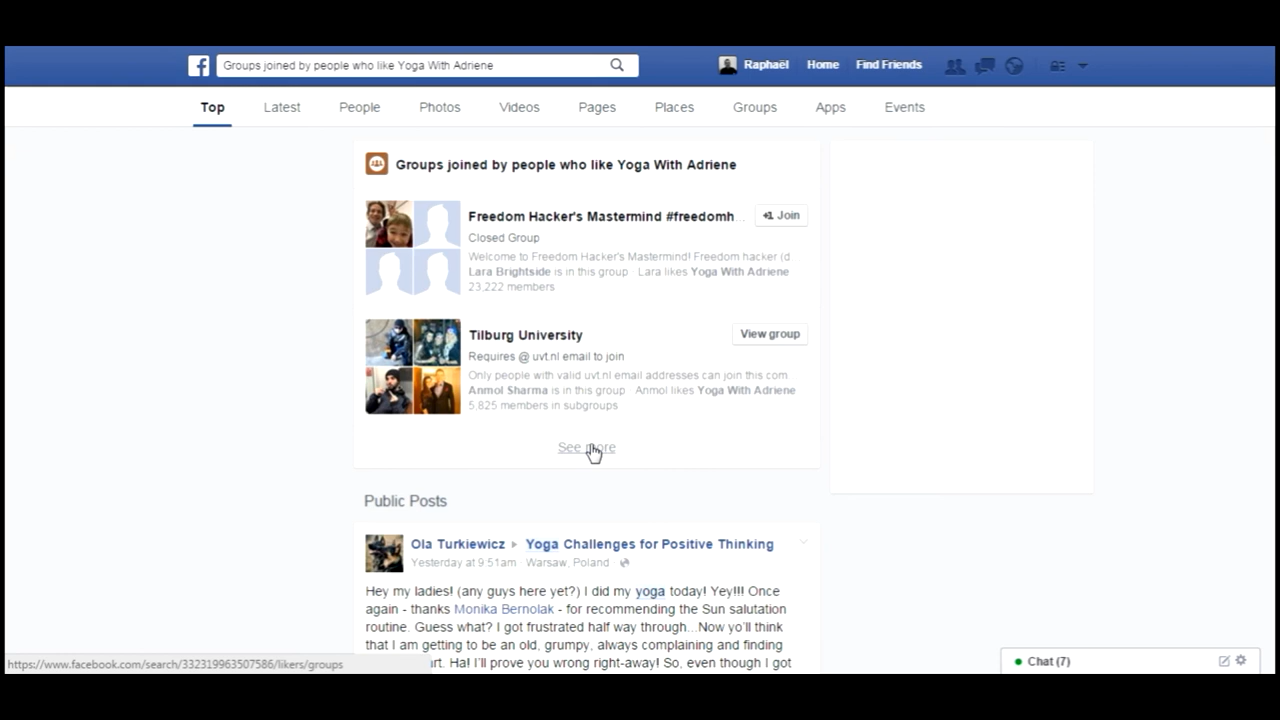 Groups joined by people who like Yoga With Adriene
Raphaël Home Find Friends
Top Latest People Photos Videos Pages Places Groups Apps Events
Groups joined by people who like Yoga With Adriene
Freedom Hacker's Mastermind #freedomh...
+1 Join
Closed Group
Welcome to Freedom Hacker's Mastermind! Freedom hacker (d...
Lara Brightside is in this group · Lara likes Yoga With Adriene
23,222 members
Tilburg University
View group
Requires @ uvt.nl email to join
Only people with valid uvt.nl email addresses can join this com
Anmol Sharma is in this group · Anmol likes Yoga With Adriene
5,825 members in subgroups
See more
Public Posts
Ola Turkiewicz ▸ Yoga Challenges for Positive Thinking
Yesterday at 9:51am · Warsaw, Poland
Hey my ladies! (any guys here yet?) I did my yoga today! Yey!!! Once
again - thanks Monika Bernolak - for recommending the Sun salutation
routine. Guess what? I got frustrated half way through...Now yo'll think
that I am getting to be an old, grumpy, always complaining and finding
rt. Ha! I'll prove you wrong right-away! So, even though I got
https://www.facebook.com/search/332319963507586/likers/groups
Chat (7)